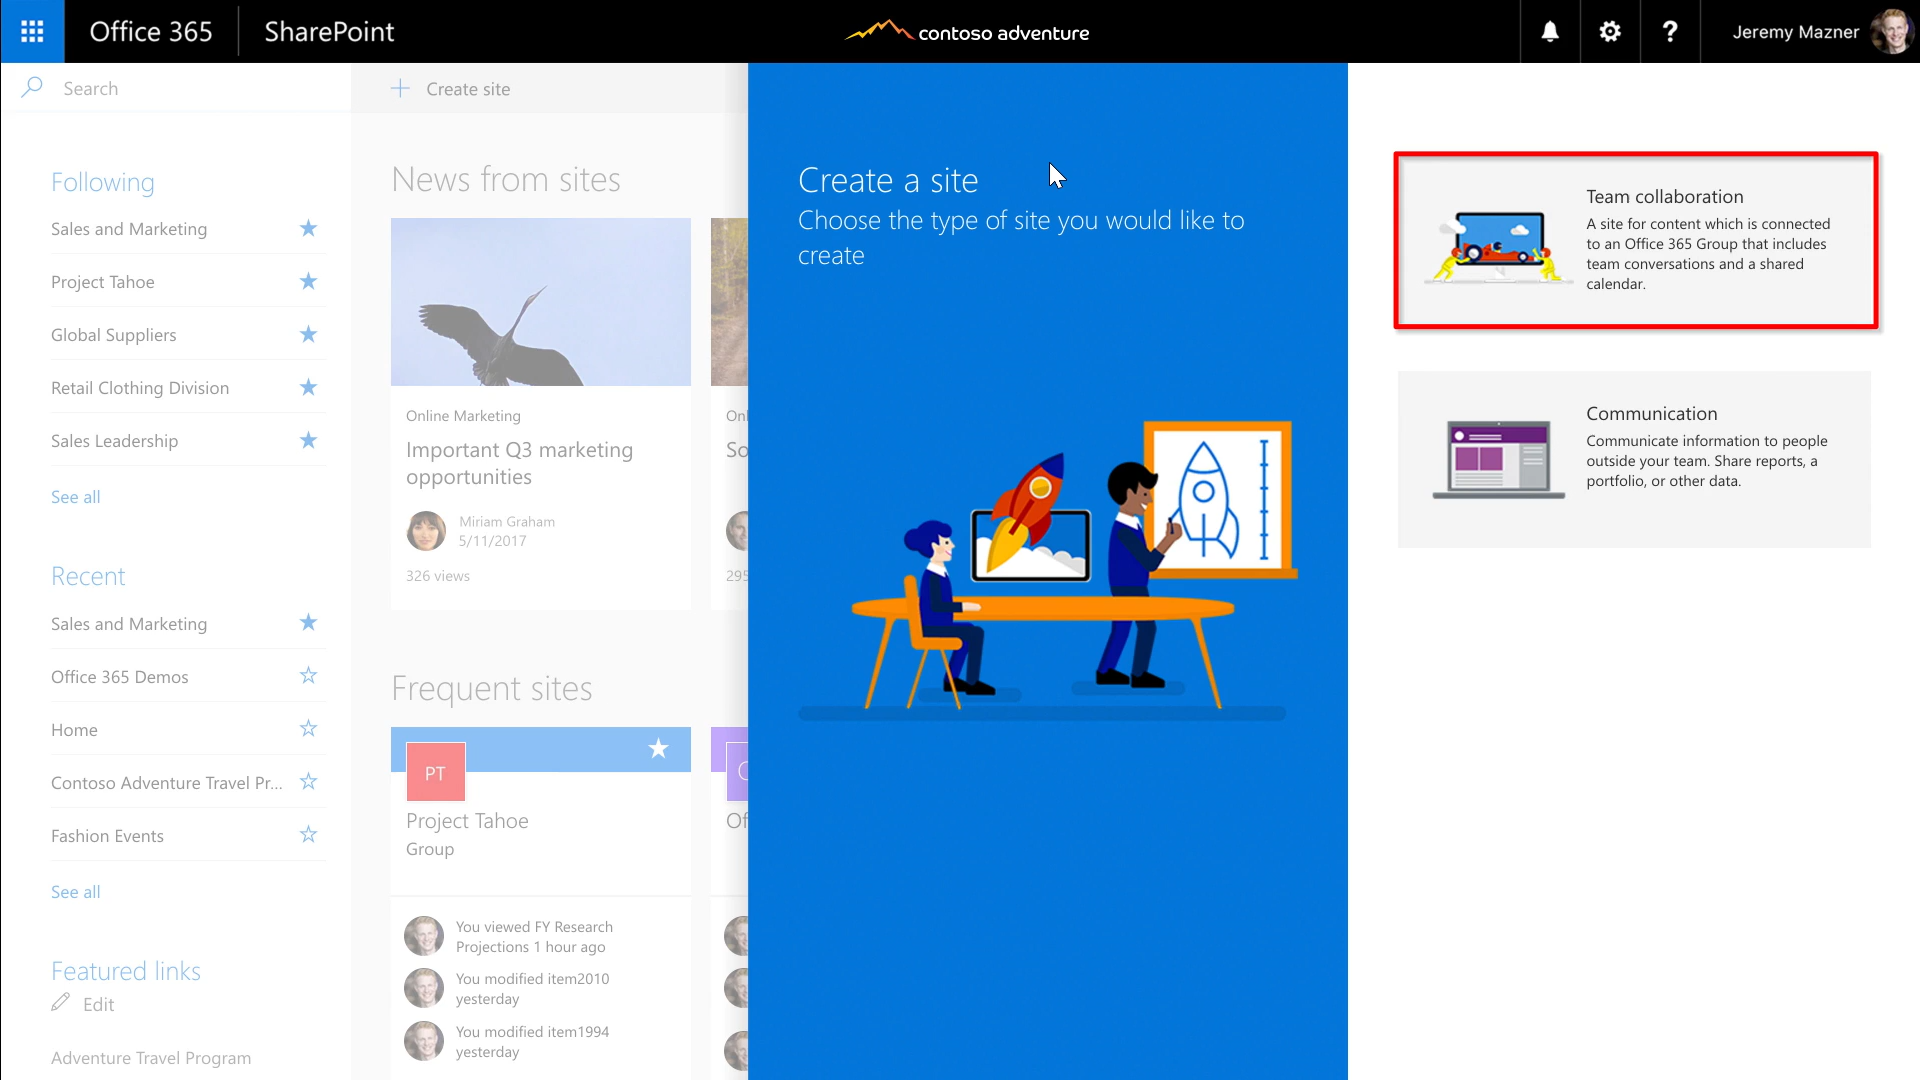 Office 365
SharePoint
contoso adventure
?
Jeremy Mazner
Search
Create site
Following
Sales and Marketing
Project Tahoe
Global Suppliers
Retail Clothing Division
Sales Leadership
See all
Recent
Sales and Marketing
Office 365 Demos
Home
Contoso Adventure Travel Pr...
Fashion Events
See all
Featured links
Edit
Adventure Travel Program
News from sites
Online Marketing
Important Q3 marketing
opportunities
Miriam Graham
5/11/2017
326 views
Onl
So
295
Frequent sites
PT
Project Tahoe
Group
You viewed FY Research
Projections 1 hour ago
You modified item2010
yesterday
You modified item1994
yesterday
Of
Create a site
Choose the type of site you would like to
create
Team collaboration
A site for content which is connected
to an Office 365 Group that includes
team conversations and a shared
calendar.
Communication
Communicate information to people
outside your team. Share reports, a
portfolio, or other data.